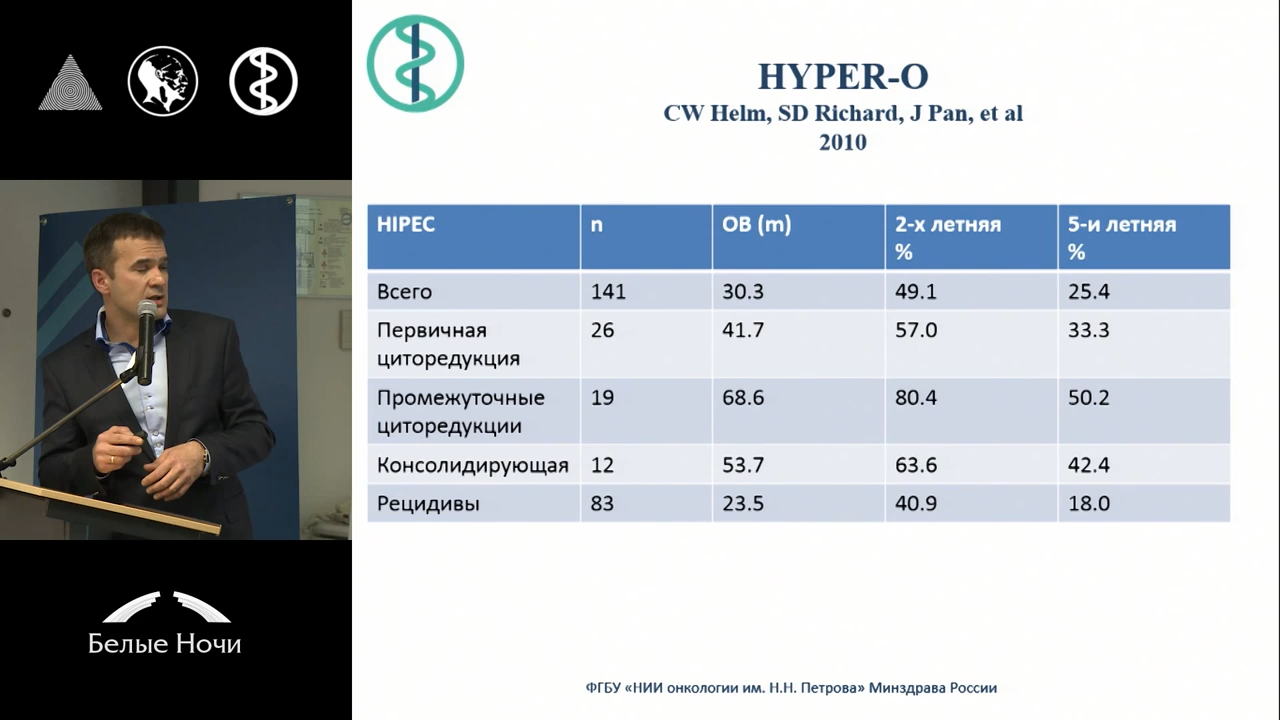 HYPER-O
CW Helm, SD Richard, J Pan, et al
2010
HIPEC n ОВ (m) 2-х летняя % 5-и летняя %
Всего 141 30.3 49.1 25.4
Первичная циторедукция 26 41.7 57.0 33.3
Промежуточные циторедукции 19 68.6 80.4 50.2
Консолидирующая 12 53.7 63.6 42.4
Рецидивы 83 23.5 40.9 18.0
ФГБУ «НИИ онкологии им. Н.Н. Петрова» Минздрава России
Белые Ночи